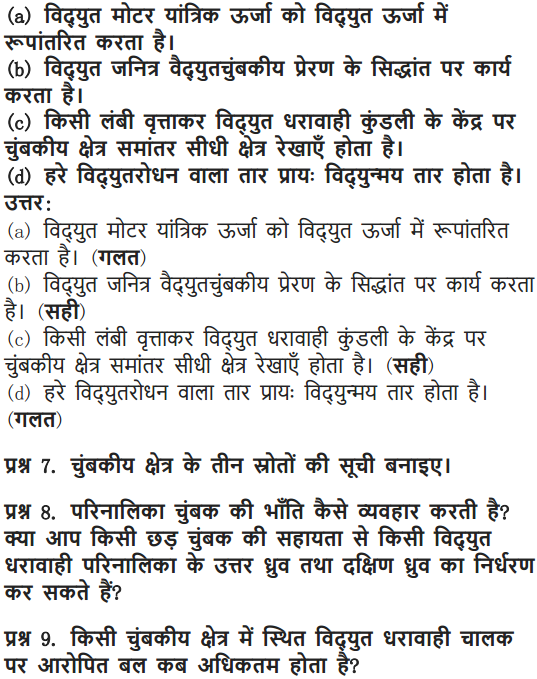 (a) विद्‌युत मोटर यांत्रिक ऊर्जा को विद्‌युत ऊर्जा में
रूपांतरित करता है।
(b) विद्‌युत जनित्र वैद्‌युतचुंबकीय प्रेरण के सिद्धांत पर कार्य
करता है।
(c) किसी लंबी वृत्ताकर विद्‌युत धरावाही कुंडली के केंद्र पर
चुंबकीय क्षेत्र समांतर सीधी क्षेत्र रेखाएँ होता है।
(d) हरे विद्‌युतरोधन वाला तार प्रायः विद्‌युन्मय तार होता है।
उत्तर:
(a) विद्‌युत मोटर यांत्रिक ऊर्जा को विद्‌युत ऊर्जा में रूपांतरित
करता है। (गलत)
(b) विद्‌युत जनित्र वैद्‌युतचुंबकीय प्रेरण के सिद्धांत पर कार्य करता
है। (सही)
(c) किसी लंबी वृत्ताकर विद्‌युत धरावाही कुंडली के केंद्र पर
चुंबकीय क्षेत्र समांतर सीधी क्षेत्र रेखाएँ होता है। (सही)
(d) हरे विद्‌युतरोधन वाला तार प्रायः विद्‌युन्मय तार होता है।
(गलत)
प्रश्न 7. चुंबकीय क्षेत्र के तीन स्रोतों की सूची बनाइए।
प्रश्न 8. परिनालिका चुंबक की भाँति कैसे व्यवहार करती है?
क्या आप किसी छड़ चुंबक की सहायता से किसी विद्‌युत
धरावाही परिनालिका के उत्तर ध्रुव तथा दक्षिण ध्रुव का निर्धरण
कर सकते हैं?
प्रश्न 9. किसी चुंबकीय क्षेत्र में स्थित विद्‌युत धरावाही चालक
पर आरोपित बल कब अधिकतम होता है?